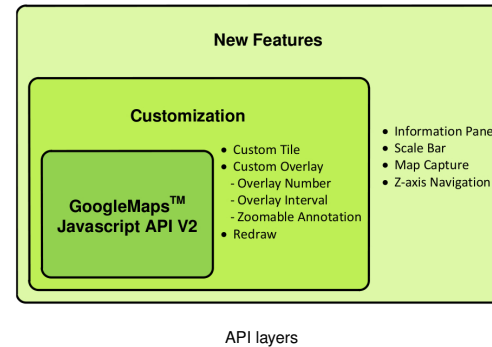 New Features
Customization
GoogleMaps™
Javascript API V2
• Custom Tile
• Custom Overlay
- Overlay Number
- Overlay Interval
- Zoomable Annotation
• Redraw
• Information Pane
• Scale Bar
• Map Capture
• Z-axis Navigation
API layers